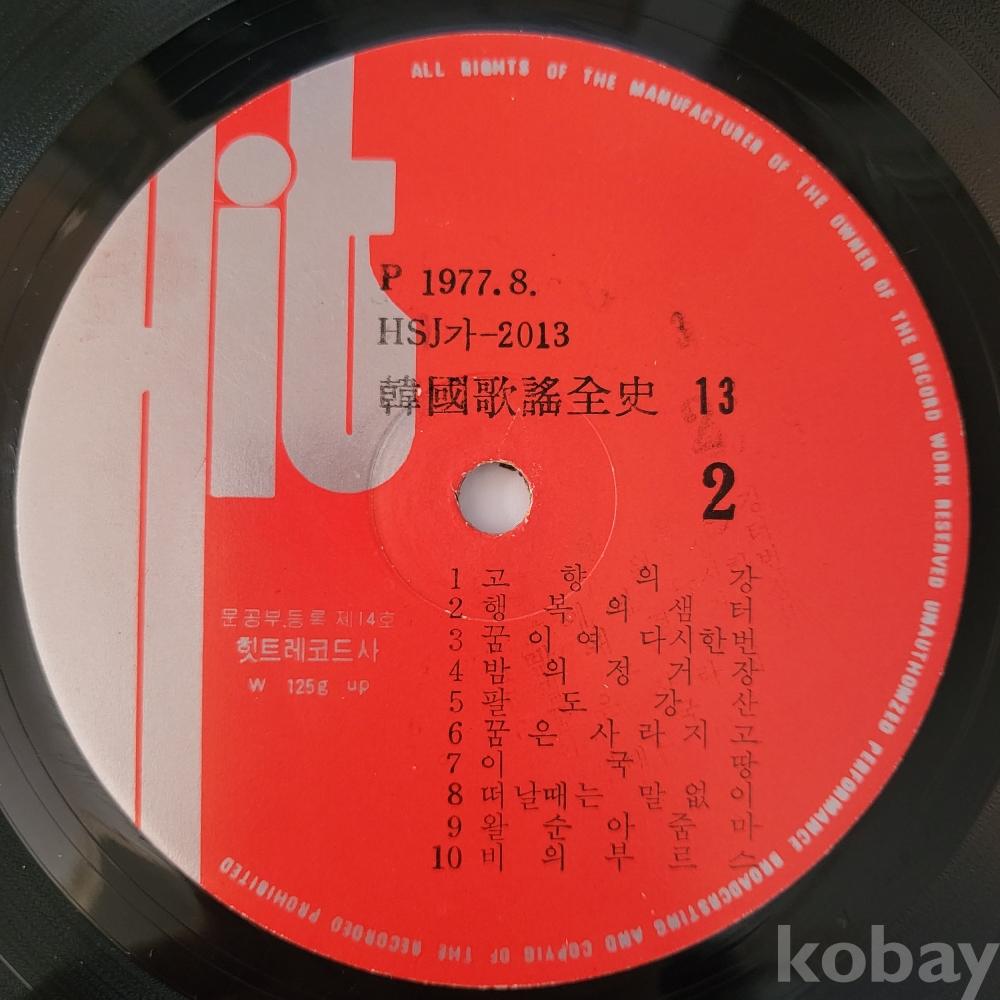 Hit
ALL RIGHTS OF THE MANUFACTURER OF THE OWNER OF THE RECORD WORK RESERVED UNAUTHOMZED PERFORMANCE BROADCRSTING AND COPYIG OF THE RECORDED PROHIBITED
P 1977.8.
HSJ가-2013
韓國歌謠全史 13
2
1 고향의강
2 행복의샘터
3 꿈이여 다시한번
4 밤의정거장
5 팔도강산
6 꿈은 사라지고
7 이국땅
8 떠날때는 말없이
9 왈순아줌마
10 비의부르스
문공부등록 제14호
힛트레코드사
W 125g up
kobay